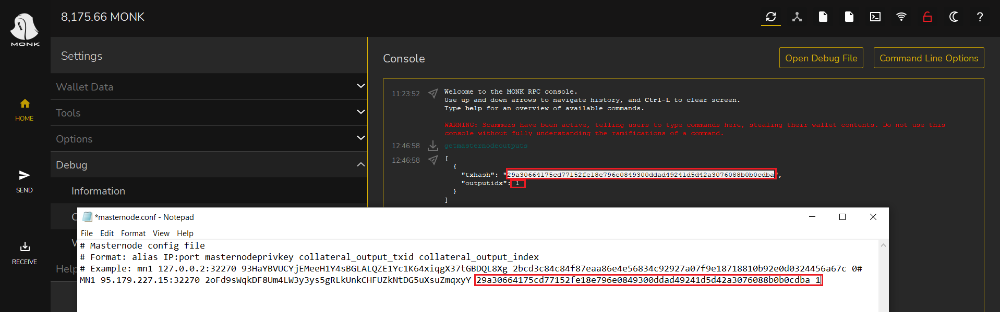 8,175.66 MONK
MONK
Settings
Wallet Data
Tools
Options
Debug
Information
Help
HOME
SEND
RECEIVE
Console
Open Debug File
Command Line Options
11:23:52
Welcome to the MONK RPC console.
Use up and down arrows to navigate history, and Ctrl-L to clear screen.
Type help for an overview of available commands.
WARNING: Scammers have been active, telling users to type commands here, stealing their wallet contents. Do not use this
console without fully understanding the ramifications of a command.
12:46:58 getmasternodeoutputs
12:46:58 [
{
"txhash": "29a30664175cd77152fe18e796e0849300ddad49241d5d42a3076088b0b0cdba",
"outputidx": 1
}
]
*masternode.conf - Notepad
File Edit Format View Help
# Masternode config file
# Format: alias IP:port masternodeprivkey collateral_output_txid collateral_output_index
# Example: mn1 127.0.0.2:32270 93HaYBVUCYjEMeeH1Y4sBGLALQZE1Yc1K64xiqgX37tGBDQL8Xg 2bcd3c84c84f87eaa86e4e56834c92927a07f9e18718810b92e0d0324456a67c 0#
MN1 95.179.227.15:32270 2oFd9sWqkDF8Um4LW3y3ys5gRLkUnkCHFUZkNtDG5uXsuZmqxyY 29a30664175cd77152fe18e796e0849300ddad49241d5d42a3076088b0b0cdba 1